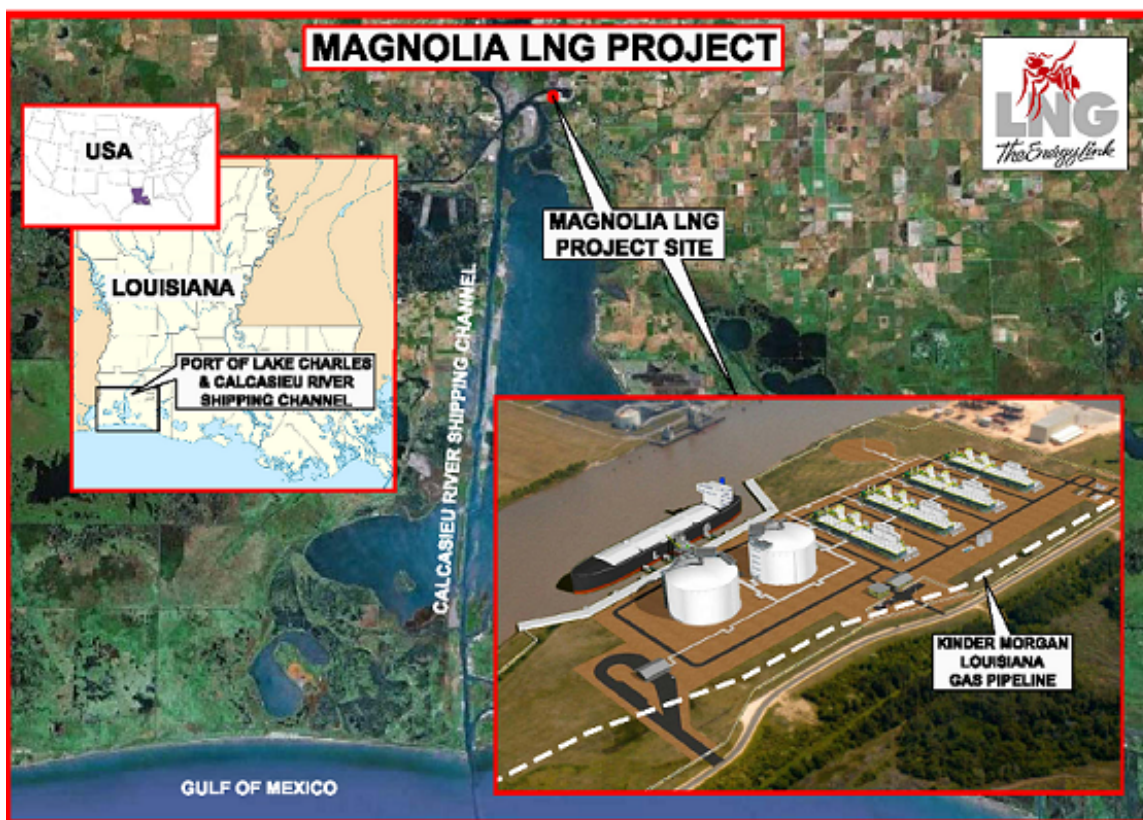 MAGNOLIA LNG PROJECT
LNG
The Energy Link
USA
LOUISIANA
PORT OF LAKE CHARLES
& CALCASIEU RIVER
SHIPPING CHANNEL
MAGNOLIA LNG
PROJECT SITE
CALCASIEU RIVER SHIPPING CHANNEL
KINDER MORGAN
LOUISIANA
GAS PIPELINE
GULF OF MEXICO